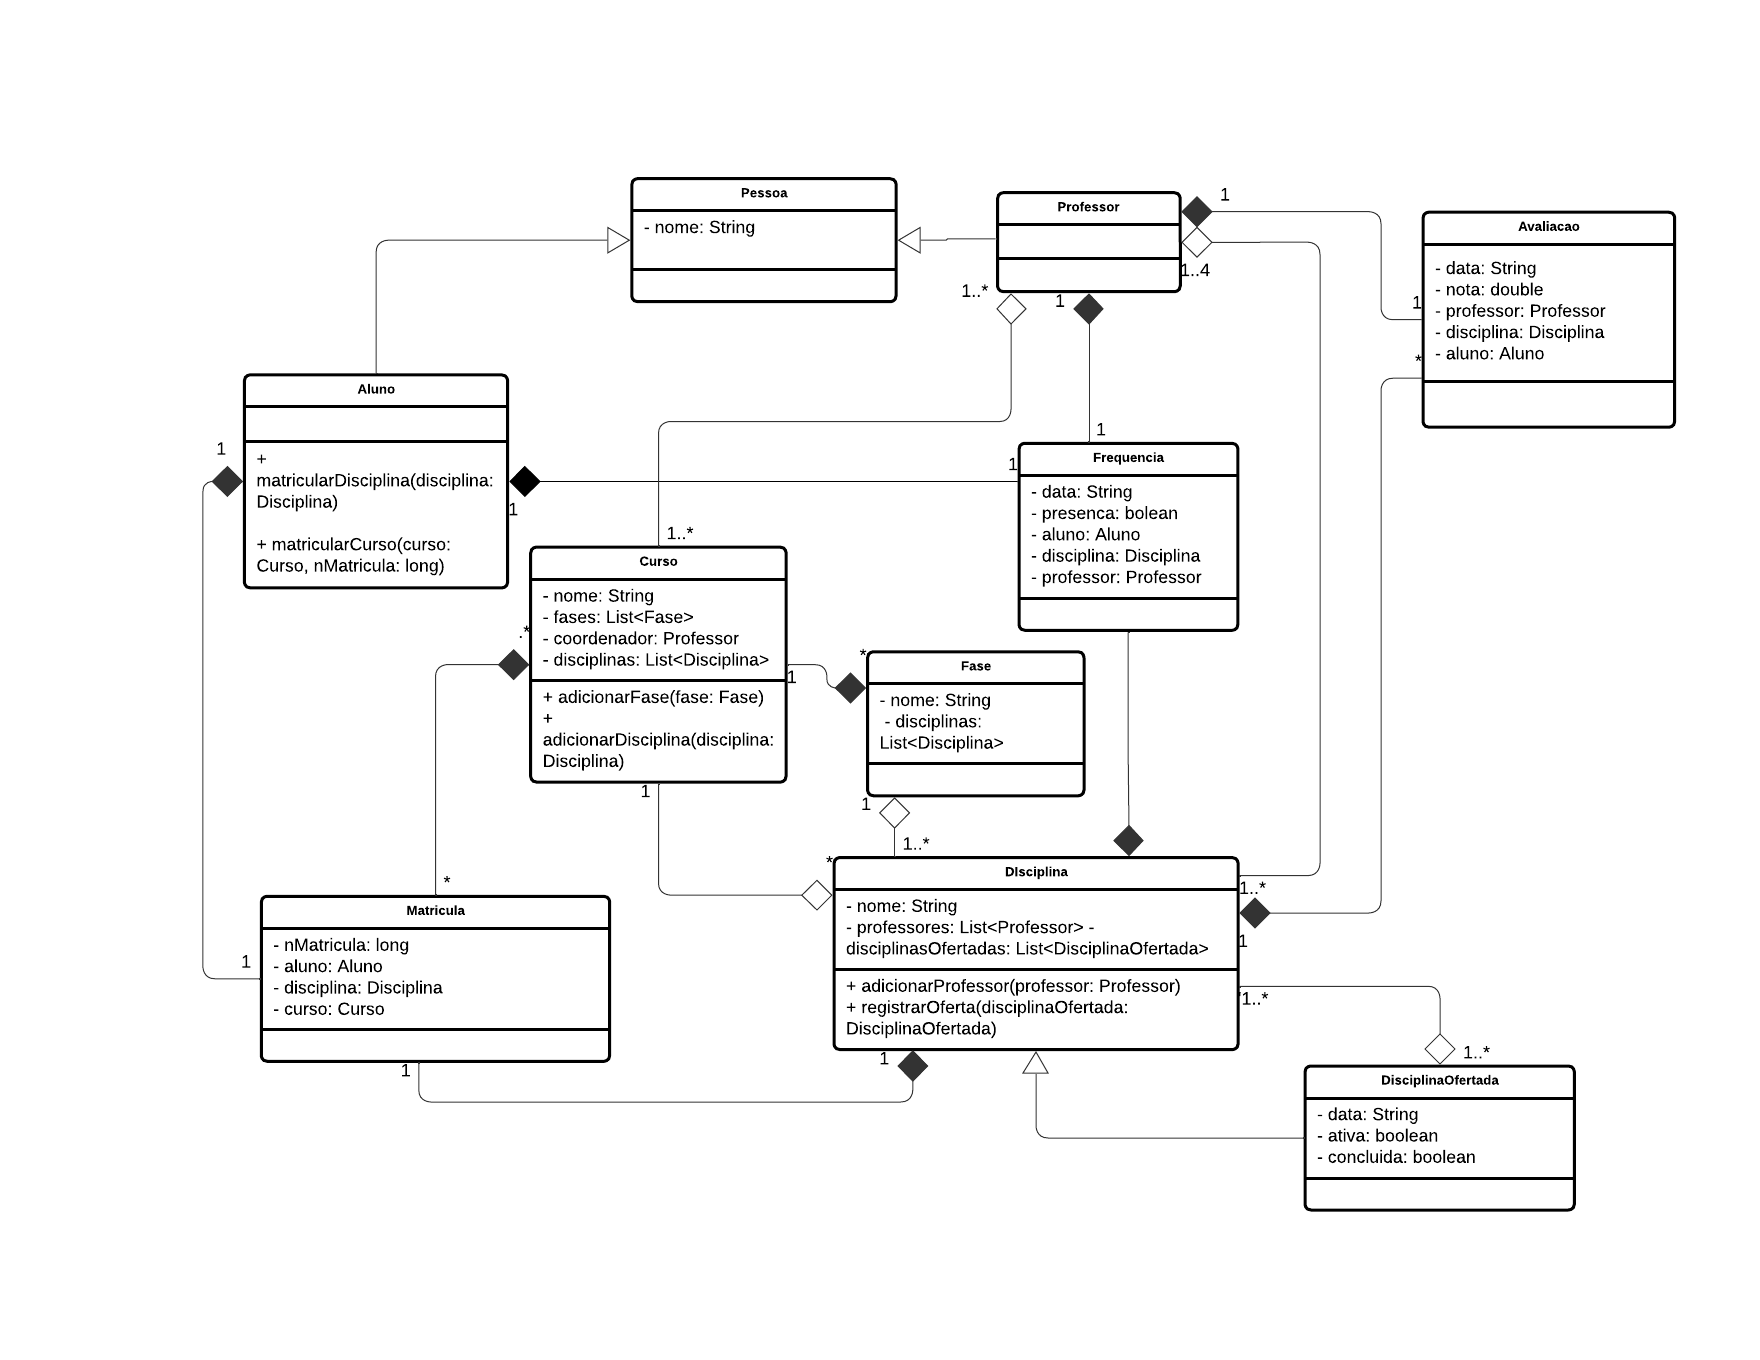 Pessoa
- nome: String
Professor
1
1..4
1..*
1
Avaliacao
- data: String
- nota: double
- professor: Professor
- disciplina: Disciplina
- aluno: Aluno
1
*
Aluno
+
matricularDisciplina(disciplina:
Disciplina)
+ matricularCurso(curso:
Curso, nMatricula: long)
1
1
1
1
Frequencia
- data: String
- presenca: bolean
- aluno: Aluno
- disciplina: Disciplina
- professor: Professor
1..*
Curso
- nome: String
- fases: List<Fase>
- coordenador: Professor
- disciplinas: List<Disciplina>
+ adicionarFase(fase: Fase)
+
adicionarDisciplina(disciplina:
Disciplina)
.*
1
1
*
Fase
- nome: String
- disciplinas:
List<Disciplina>
1
1..*
*
DIsciplina
- nome: String
- professores: List<Professor> -
disciplinasOfertadas: List<DisciplinaOfertada>
+ adicionarProfessor(professor: Professor)
+ registrarOferta(disciplinaOfertada:
DisciplinaOfertada)
1..*
1
'1..*
1
*
Matricula
- nMatricula: long
- aluno: Aluno
- disciplina: Disciplina
- curso: Curso
1
1
1..*
DisciplinaOfertada
- data: String
- ativa: boolean
- concluida: boolean